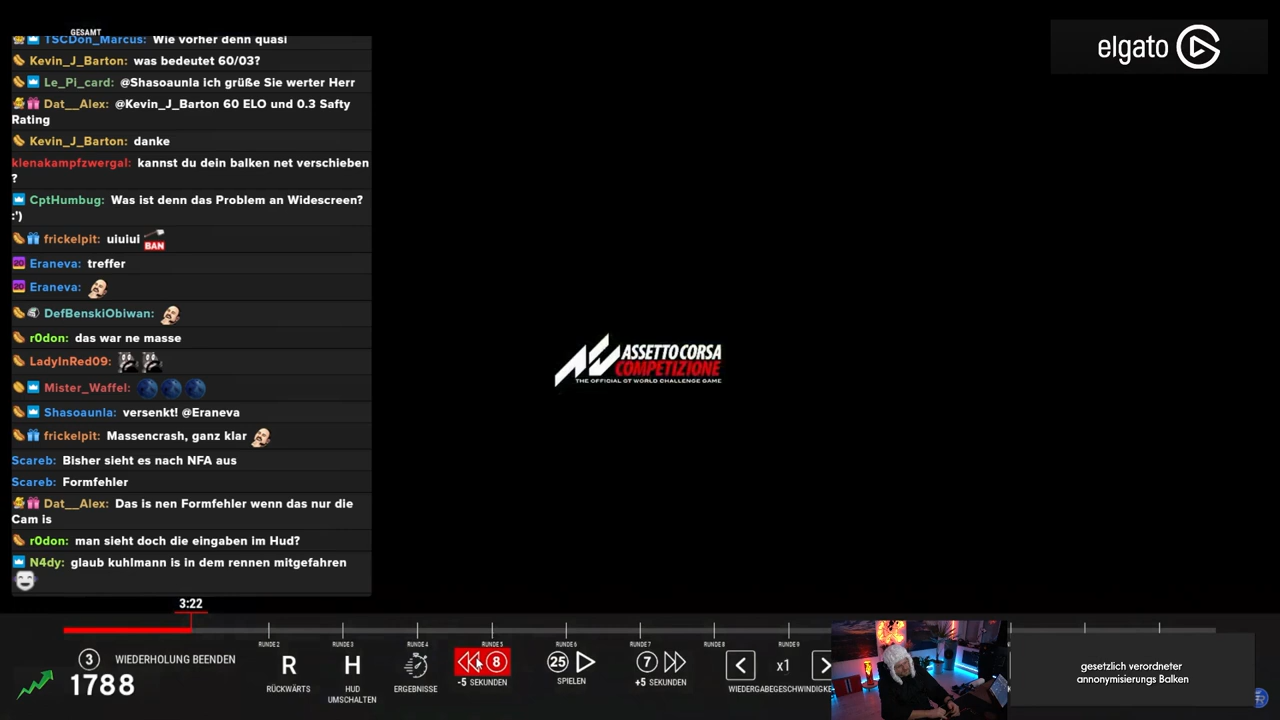 GESAMT
TSCDon_Marcus: Wie vorher denn quasi
Kevin_J_Barton: was bedeutet 60/03?
Le_Pi_card: @Shasoaunla ich grüße Sie werter Herr
Dat__Alex: @Kevin_J_Barton 60 ELO und 0.3 Safty
Rating
Kevin_J_Barton: danke
klenakampfzwergal: kannst du dein balken net verschieben
?
CptHumbug: Was ist denn das Problem an Widescreen?
:')
frickelpit: uiuiui BAN
20 Eraneva: treffer
20 Eraneva:
DefBenskiObiwan:
r0don: das war ne masse
LadyInRed09:
Mister_Waffel:
Shasoaunla: versenkt! @Eraneva
frickelpit: Massencrash, ganz klar
Scareb: Bisher sieht es nach NFA aus
Scareb: Formfehler
Dat__Alex: Das is nen Formfehler wenn das nur die
Cam is
r0don: man sieht doch die eingaben im Hud?
N4dy: glaub kuhlmann is in dem rennen mitgefahren
elgato
ASSETTO CORSA
COMPETIZIONE
THE OFFICIAL GT WORLD CHALLENGE GAME
3:22
RUNDE 2 RUNDE 3 RUNDE 4 RUNDE 5 RUNDE 6 RUNDE 7 RUNDE 8 RUNDE 9
3 WIEDERHOLUNG BEENDEN
1788
R
RÜCKWÄRTS
H
HUD
UMSCHALTEN
ERGEBNISSE
8
-5 SEKUNDEN
25
SPIELEN
7
+5 SEKUNDEN
x1
WIEDERGABEGESCHWINDIGKE
gesetzlich verordneter
annonymisierungs Balken